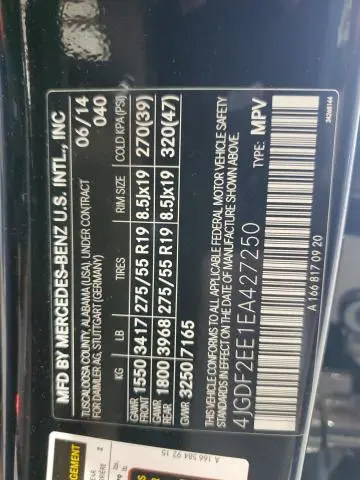 MFD BY MERCEDES-BENZ U.S. INTL., INC
TUSCALOOSA COUNTY, ALABAMA (USA), UNDER CONTRACT
FOR DAIMLER AG, STUTTGART (GERMANY)
06/14
040
KG LB TIRES RIM SIZE COLD KPA (PSI)
GAWR FRONT 1550 3417 275/55 R19 8.5Jx19 270(39)
GAWR REAR 1800 3968 275/55 R19 8.5Jx19 320(47)
GVWR 3250 7165
THIS VEHICLE CONFORMS TO ALL APPLICABLE FEDERAL MOTOR VEHICLE SAFETY
STANDARDS IN EFFECT ON THE DATE OF MANUFACTURE SHOWN ABOVE.
4JGDF2EE1EA427250 TYPE: MPV
A 166 817 09 20
A 166 584 92 15